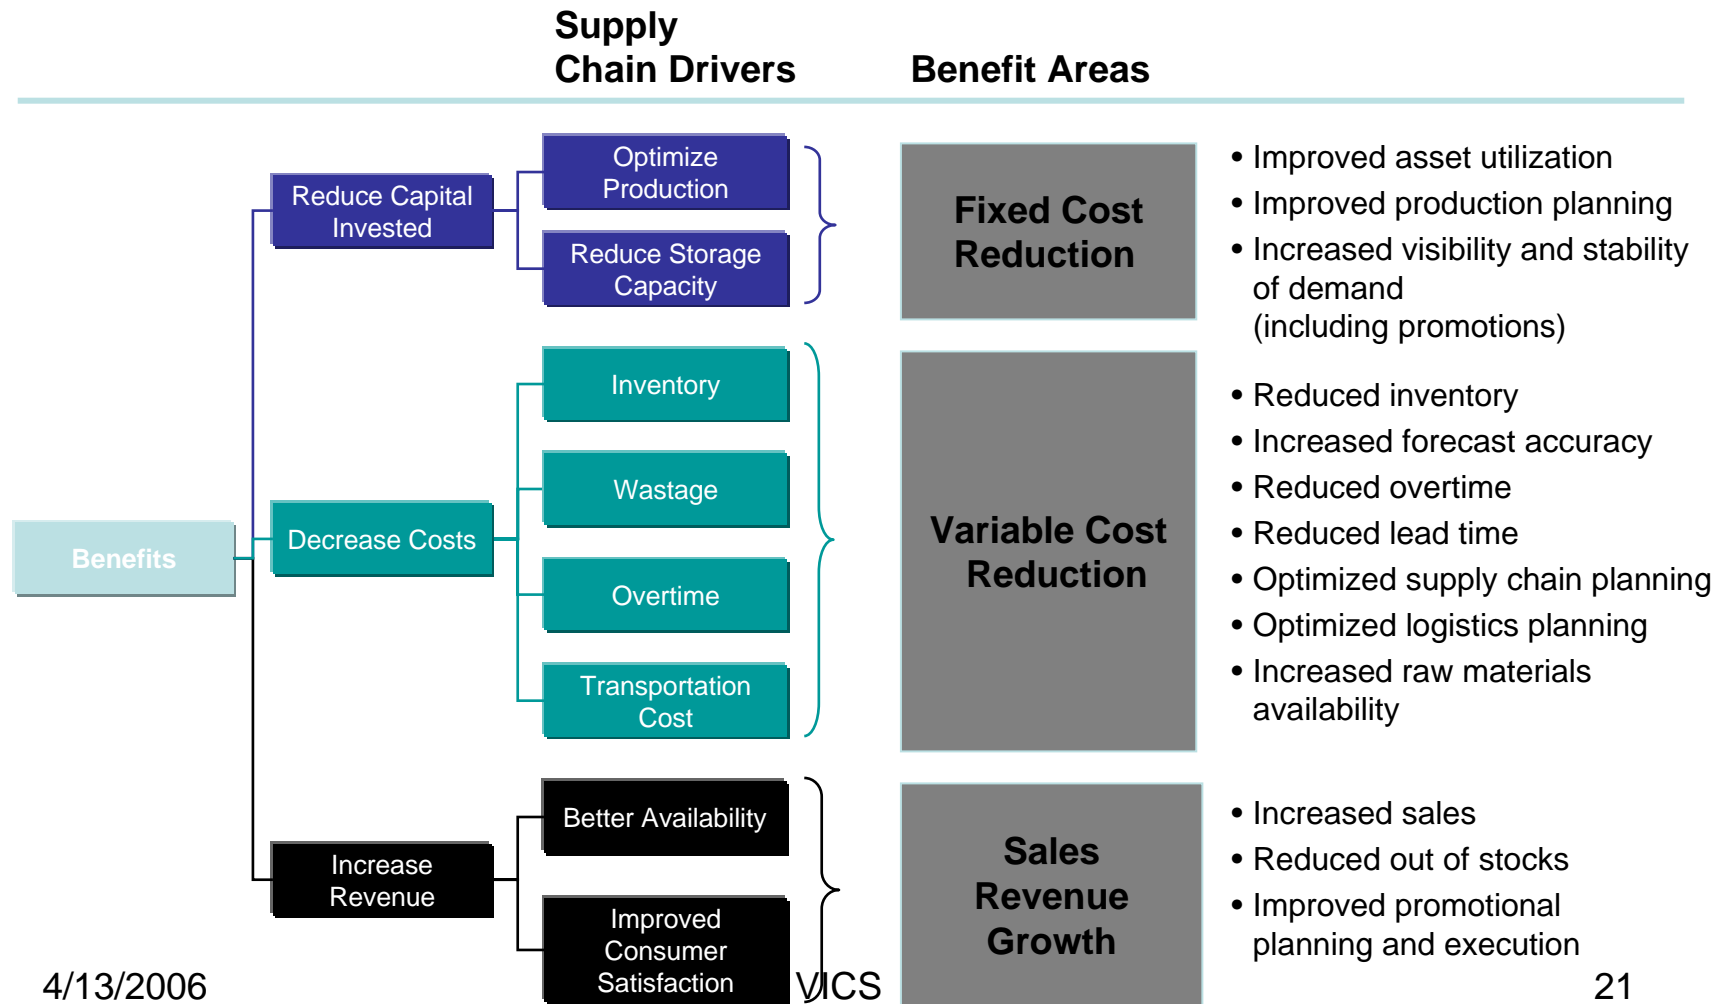 Supply
Chain Drivers
Benefit Areas
Benefits
Reduce Capital
Invested
Optimize
Production
Reduce Storage
Capacity
Fixed Cost
Reduction
• Improved asset utilization
• Improved production planning
• Increased visibility and stability
of demand
(including promotions)
Decrease Costs
Inventory
Wastage
Overtime
Transportation
Cost
Variable Cost
Reduction
• Reduced inventory
• Increased forecast accuracy
• Reduced overtime
• Reduced lead time
• Optimized supply chain planning
• Optimized logistics planning
• Increased raw materials
availability
Increase
Revenue
Better Availability
Improved
Consumer
Satisfaction
Sales
Revenue
Growth
• Increased sales
• Reduced out of stocks
• Improved promotional
planning and execution
4/13/2006
VICS
21